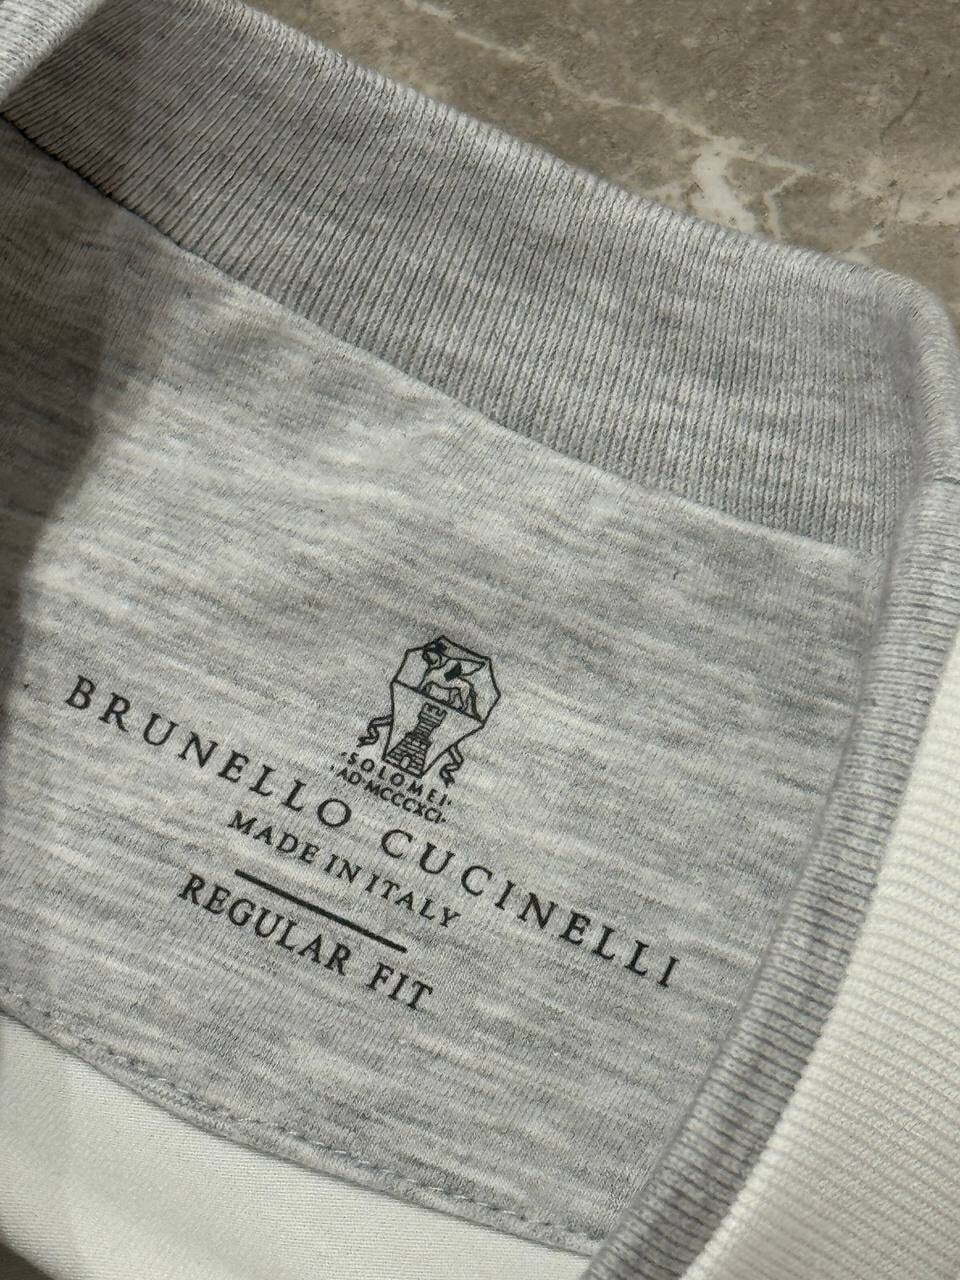 ·SOLOMEI·
·AD·MCCCXCI·
BRUNELLO CUCINELLI
MADE IN ITALY
REGULAR FIT